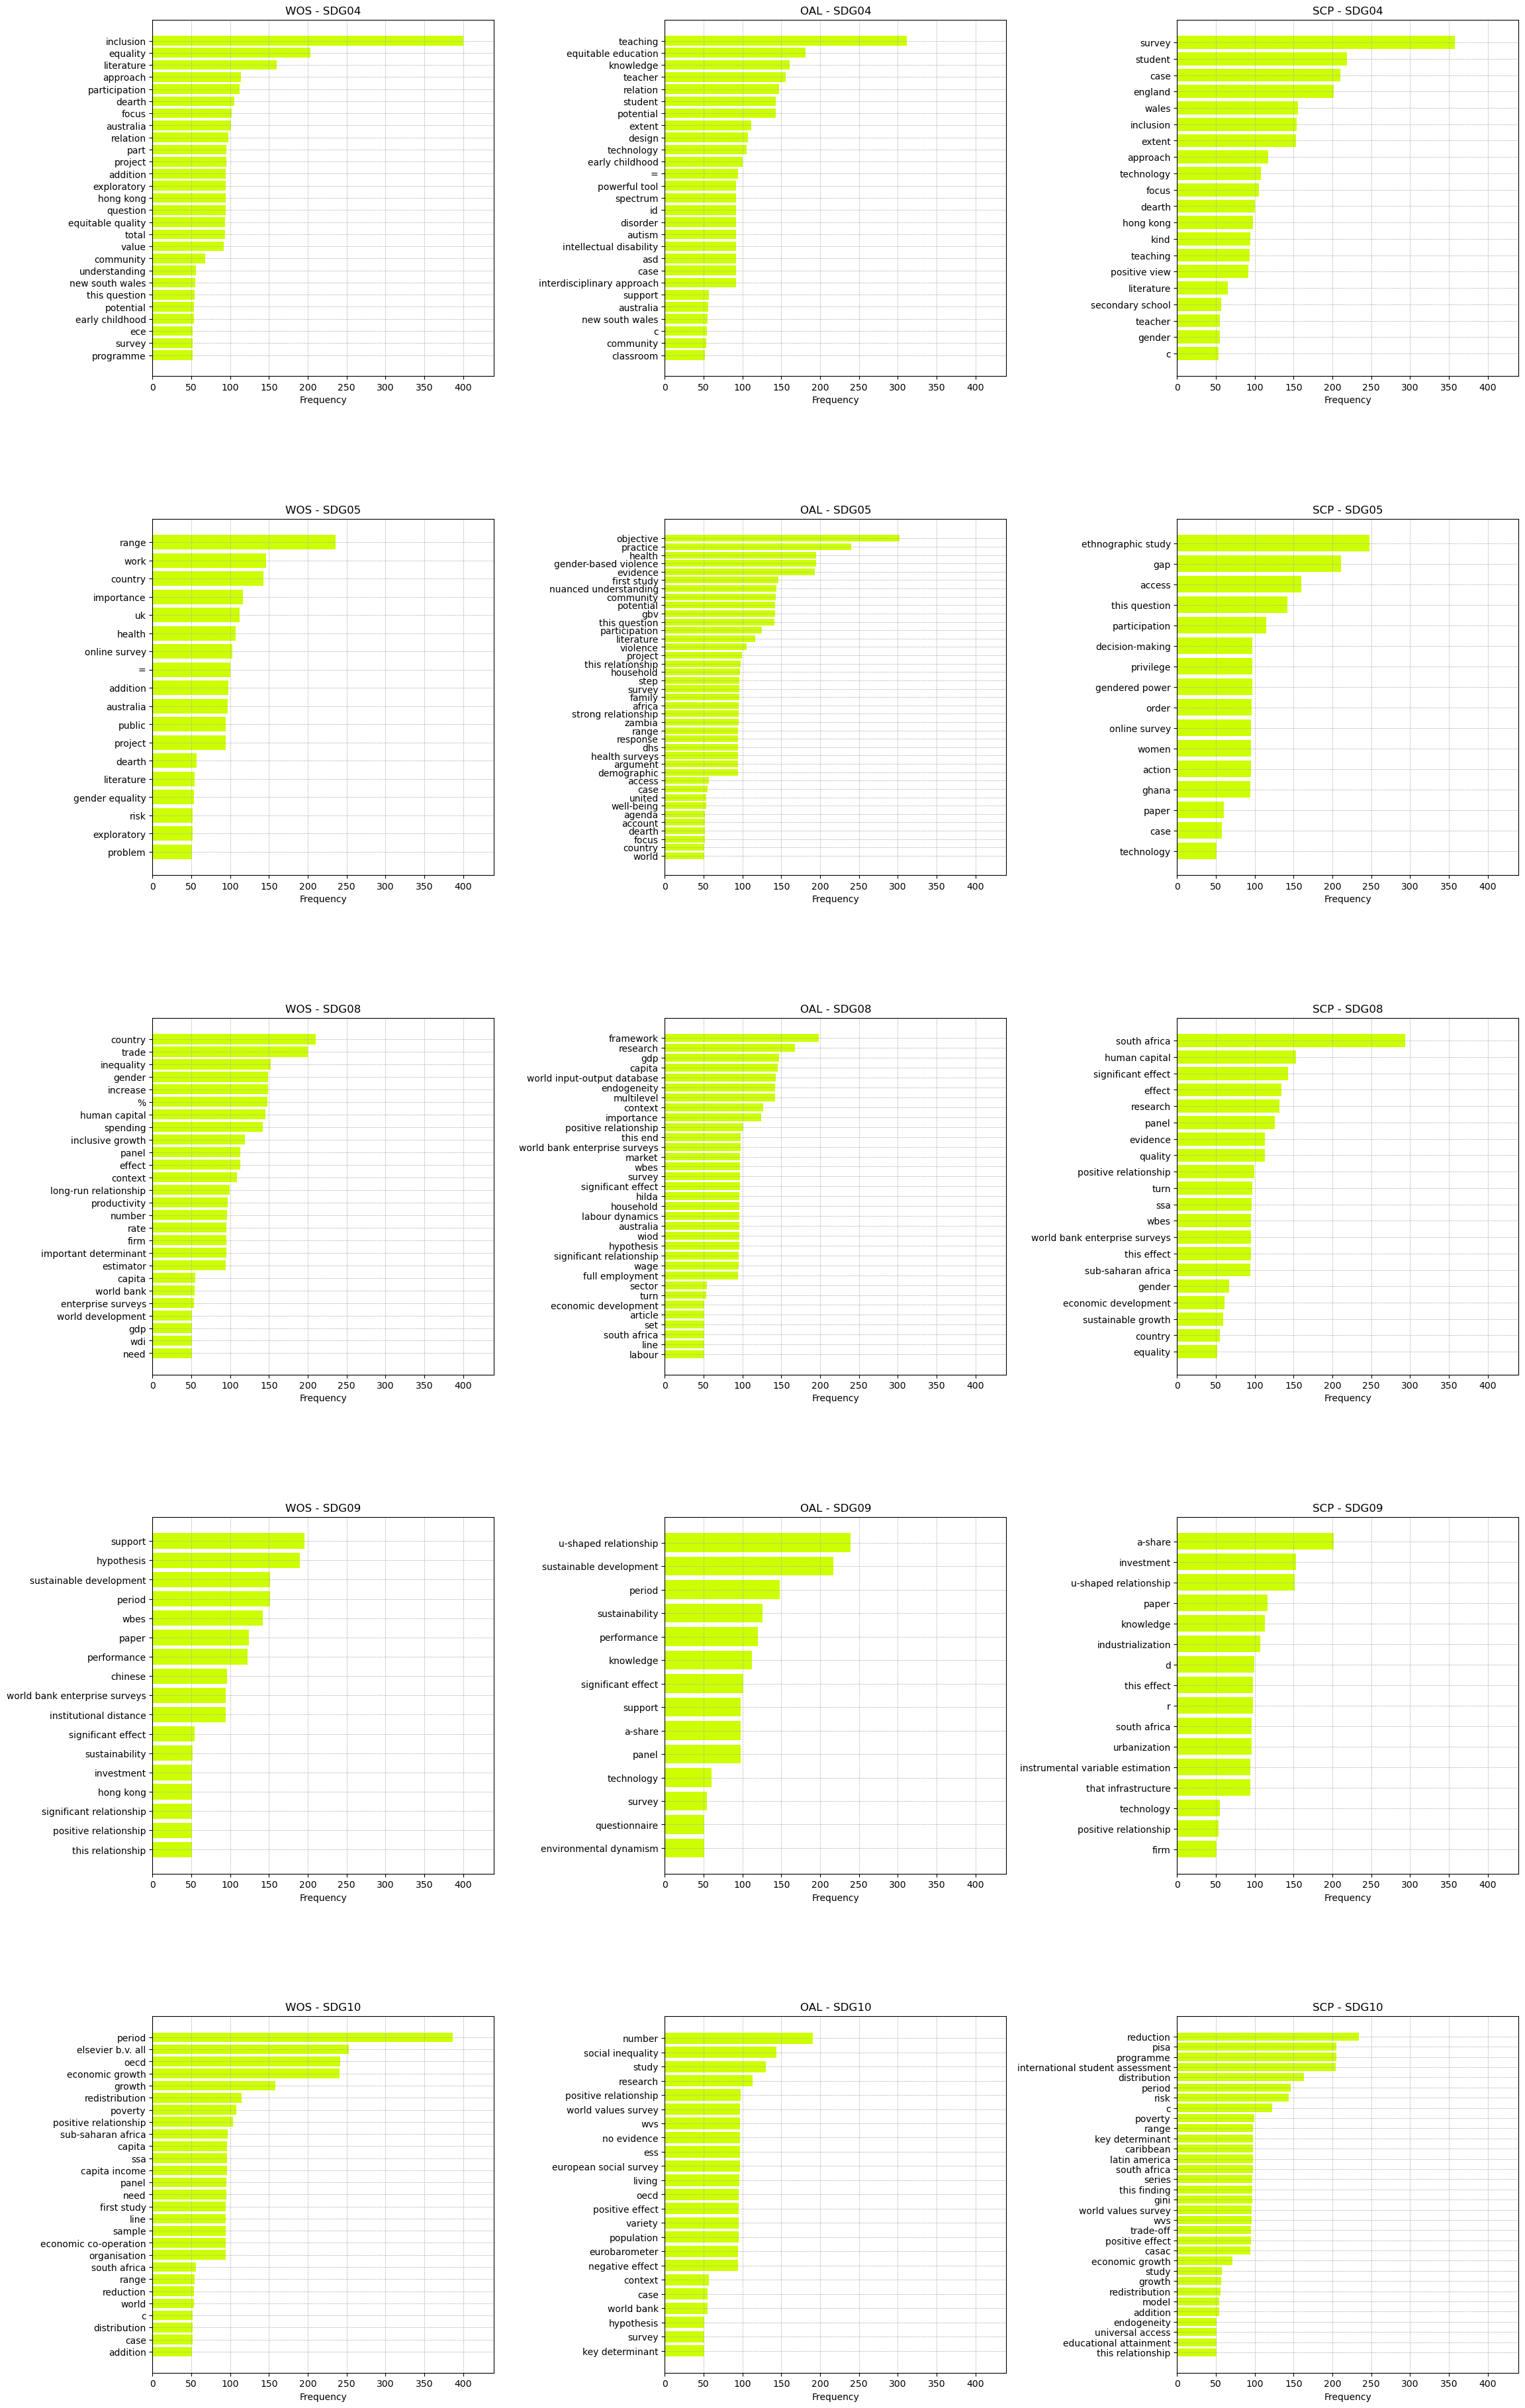 WOS - SDG04
inclusion
equality
literature
approach
participation
dearth
focus
australia
relation
part
project
addition
exploratory
hong kong
question
equitable quality
total
value
community
understanding
new south wales
this question
potential
early childhood
ece
survey
programme
0 50 100 150 200 250 300 350 400
Frequency
OAL - SDG04
teaching
equitable education
knowledge
teacher
relation
student
potential
extent
design
technology
early childhood
=
powerful tool
spectrum
id
disorder
autism
intellectual disability
asd
case
interdisciplinary approach
support
australia
new south wales
c
community
classroom
0 50 100 150 200 250 300 350 400
Frequency
SCP - SDG04
survey
student
case
england
wales
inclusion
extent
approach
technology
focus
dearth
hong kong
kind
teaching
positive view
literature
secondary school
teacher
gender
c
0 50 100 150 200 250 300 350 400
Frequency
WOS - SDG05
range
work
country
importance
uk
health
online survey
=
addition
australia
public
project
dearth
literature
gender equality
risk
exploratory
problem
0 50 100 150 200 250 300 350 400
Frequency
OAL - SDG05
objective
practice
health
gender-based violence
evidence
first study
nuanced understanding
community
potential
gbv
this question
participation
literature
violence
project
this relationship
household
step
survey
family
africa
strong relationship
zambia
range
response
dhs
health surveys
argument
demographic
access
case
united
well-being
agenda
account
dearth
focus
country
world
0 50 100 150 200 250 300 350 400
Frequency
SCP - SDG05
ethnographic study
gap
access
this question
participation
decision-making
privilege
gendered power
order
online survey
women
action
ghana
paper
case
technology
0 50 100 150 200 250 300 350 400
Frequency
WOS - SDG08
country
trade
inequality
gender
increase
%
human capital
spending
inclusive growth
panel
effect
context
long-run relationship
productivity
number
rate
firm
important determinant
estimator
capita
world bank
enterprise surveys
world development
gdp
wdi
need
0 50 100 150 200 250 300 350 400
Frequency
OAL - SDG08
framework
research
gdp
capita
world input-output database
endogeneity
multilevel
context
importance
positive relationship
this end
world bank enterprise surveys
market
wbes
survey
significant effect
hilda
household
labour dynamics
australia
wiod
hypothesis
significant relationship
wage
full employment
sector
turn
economic development
article
set
south africa
line
labour
0 50 100 150 200 250 300 350 400
Frequency
SCP - SDG08
south africa
human capital
significant effect
effect
research
panel
evidence
quality
positive relationship
turn
ssa
wbes
world bank enterprise surveys
this effect
sub-saharan africa
gender
economic development
sustainable growth
country
equality
0 50 100 150 200 250 300 350 400
Frequency
WOS - SDG09
support
hypothesis
sustainable development
period
wbes
paper
performance
chinese
world bank enterprise surveys
institutional distance
significant effect
sustainability
investment
hong kong
significant relationship
positive relationship
this relationship
0 50 100 150 200 250 300 350 400
Frequency
OAL - SDG09
u-shaped relationship
sustainable development
period
sustainability
performance
knowledge
significant effect
support
a-share
panel
technology
survey
questionnaire
environmental dynamism
0 50 100 150 200 250 300 350 400
Frequency
SCP - SDG09
a-share
investment
u-shaped relationship
paper
knowledge
industrialization
d
this effect
r
south africa
urbanization
instrumental variable estimation
that infrastructure
technology
positive relationship
firm
0 50 100 150 200 250 300 350 400
Frequency
WOS - SDG10
period
elsevier b.v. all
oecd
economic growth
growth
redistribution
poverty
positive relationship
sub-saharan africa
capita
ssa
capita income
panel
need
first study
line
sample
economic co-operation
organisation
south africa
range
reduction
world
c
distribution
case
addition
0 50 100 150 200 250 300 350 400
Frequency
OAL - SDG10
number
social inequality
study
research
positive relationship
world values survey
wvs
no evidence
ess
european social survey
living
oecd
positive effect
variety
population
eurobarometer
negative effect
context
case
world bank
hypothesis
survey
key determinant
0 50 100 150 200 250 300 350 400
Frequency
SCP - SDG10
reduction
pisa
programme
international student assessment
distribution
period
risk
c
poverty
range
key determinant
caribbean
latin america
south africa
series
this finding
gini
world values survey
wvs
trade-off
positive effect
casac
economic growth
study
growth
redistribution
model
addition
endogeneity
universal access
educational attainment
this relationship
0 50 100 150 200 250 300 350 400
Frequency